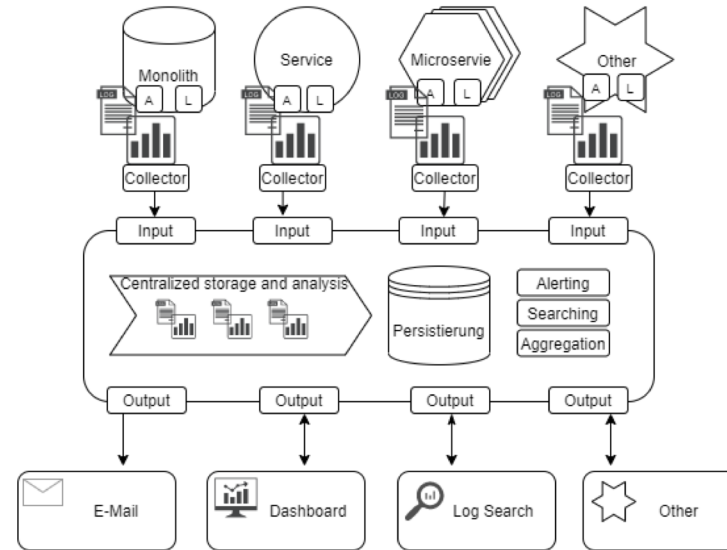 Monolith
Service
Microservie
Other
LOG
A
L
LOG
A
L
LOG
A
L
LOG
A
L
Collector
Collector
Collector
Collector
Input
Input
Input
Input
Centralized storage and analysis
Persistierung
Alerting
Searching
Aggregation
Output
Output
Output
Output
E-Mail
Dashboard
Log Search
Other